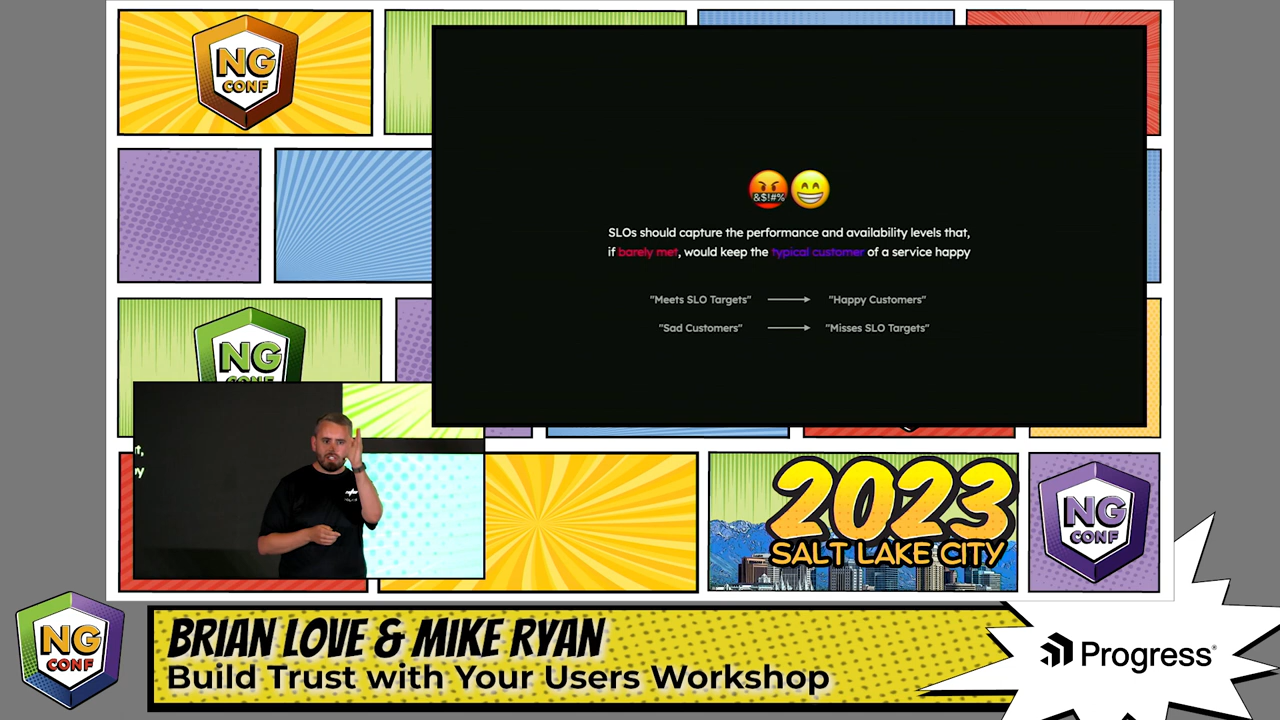 NG
CONF
&$!#%
SLOs should capture the performance and availability levels that,
if barely met, would keep the typical customer of a service happy
"Meets SLO Targets" "Happy Customers"
"Sad Customers" "Misses SLO Targets"
NG
CONF
t,
py
2023
SALT LAKE CITY
NG
CONF
NG
CONF
BRIAN LOVE & MIKE RYAN
Build Trust with Your Users Workshop
Progress